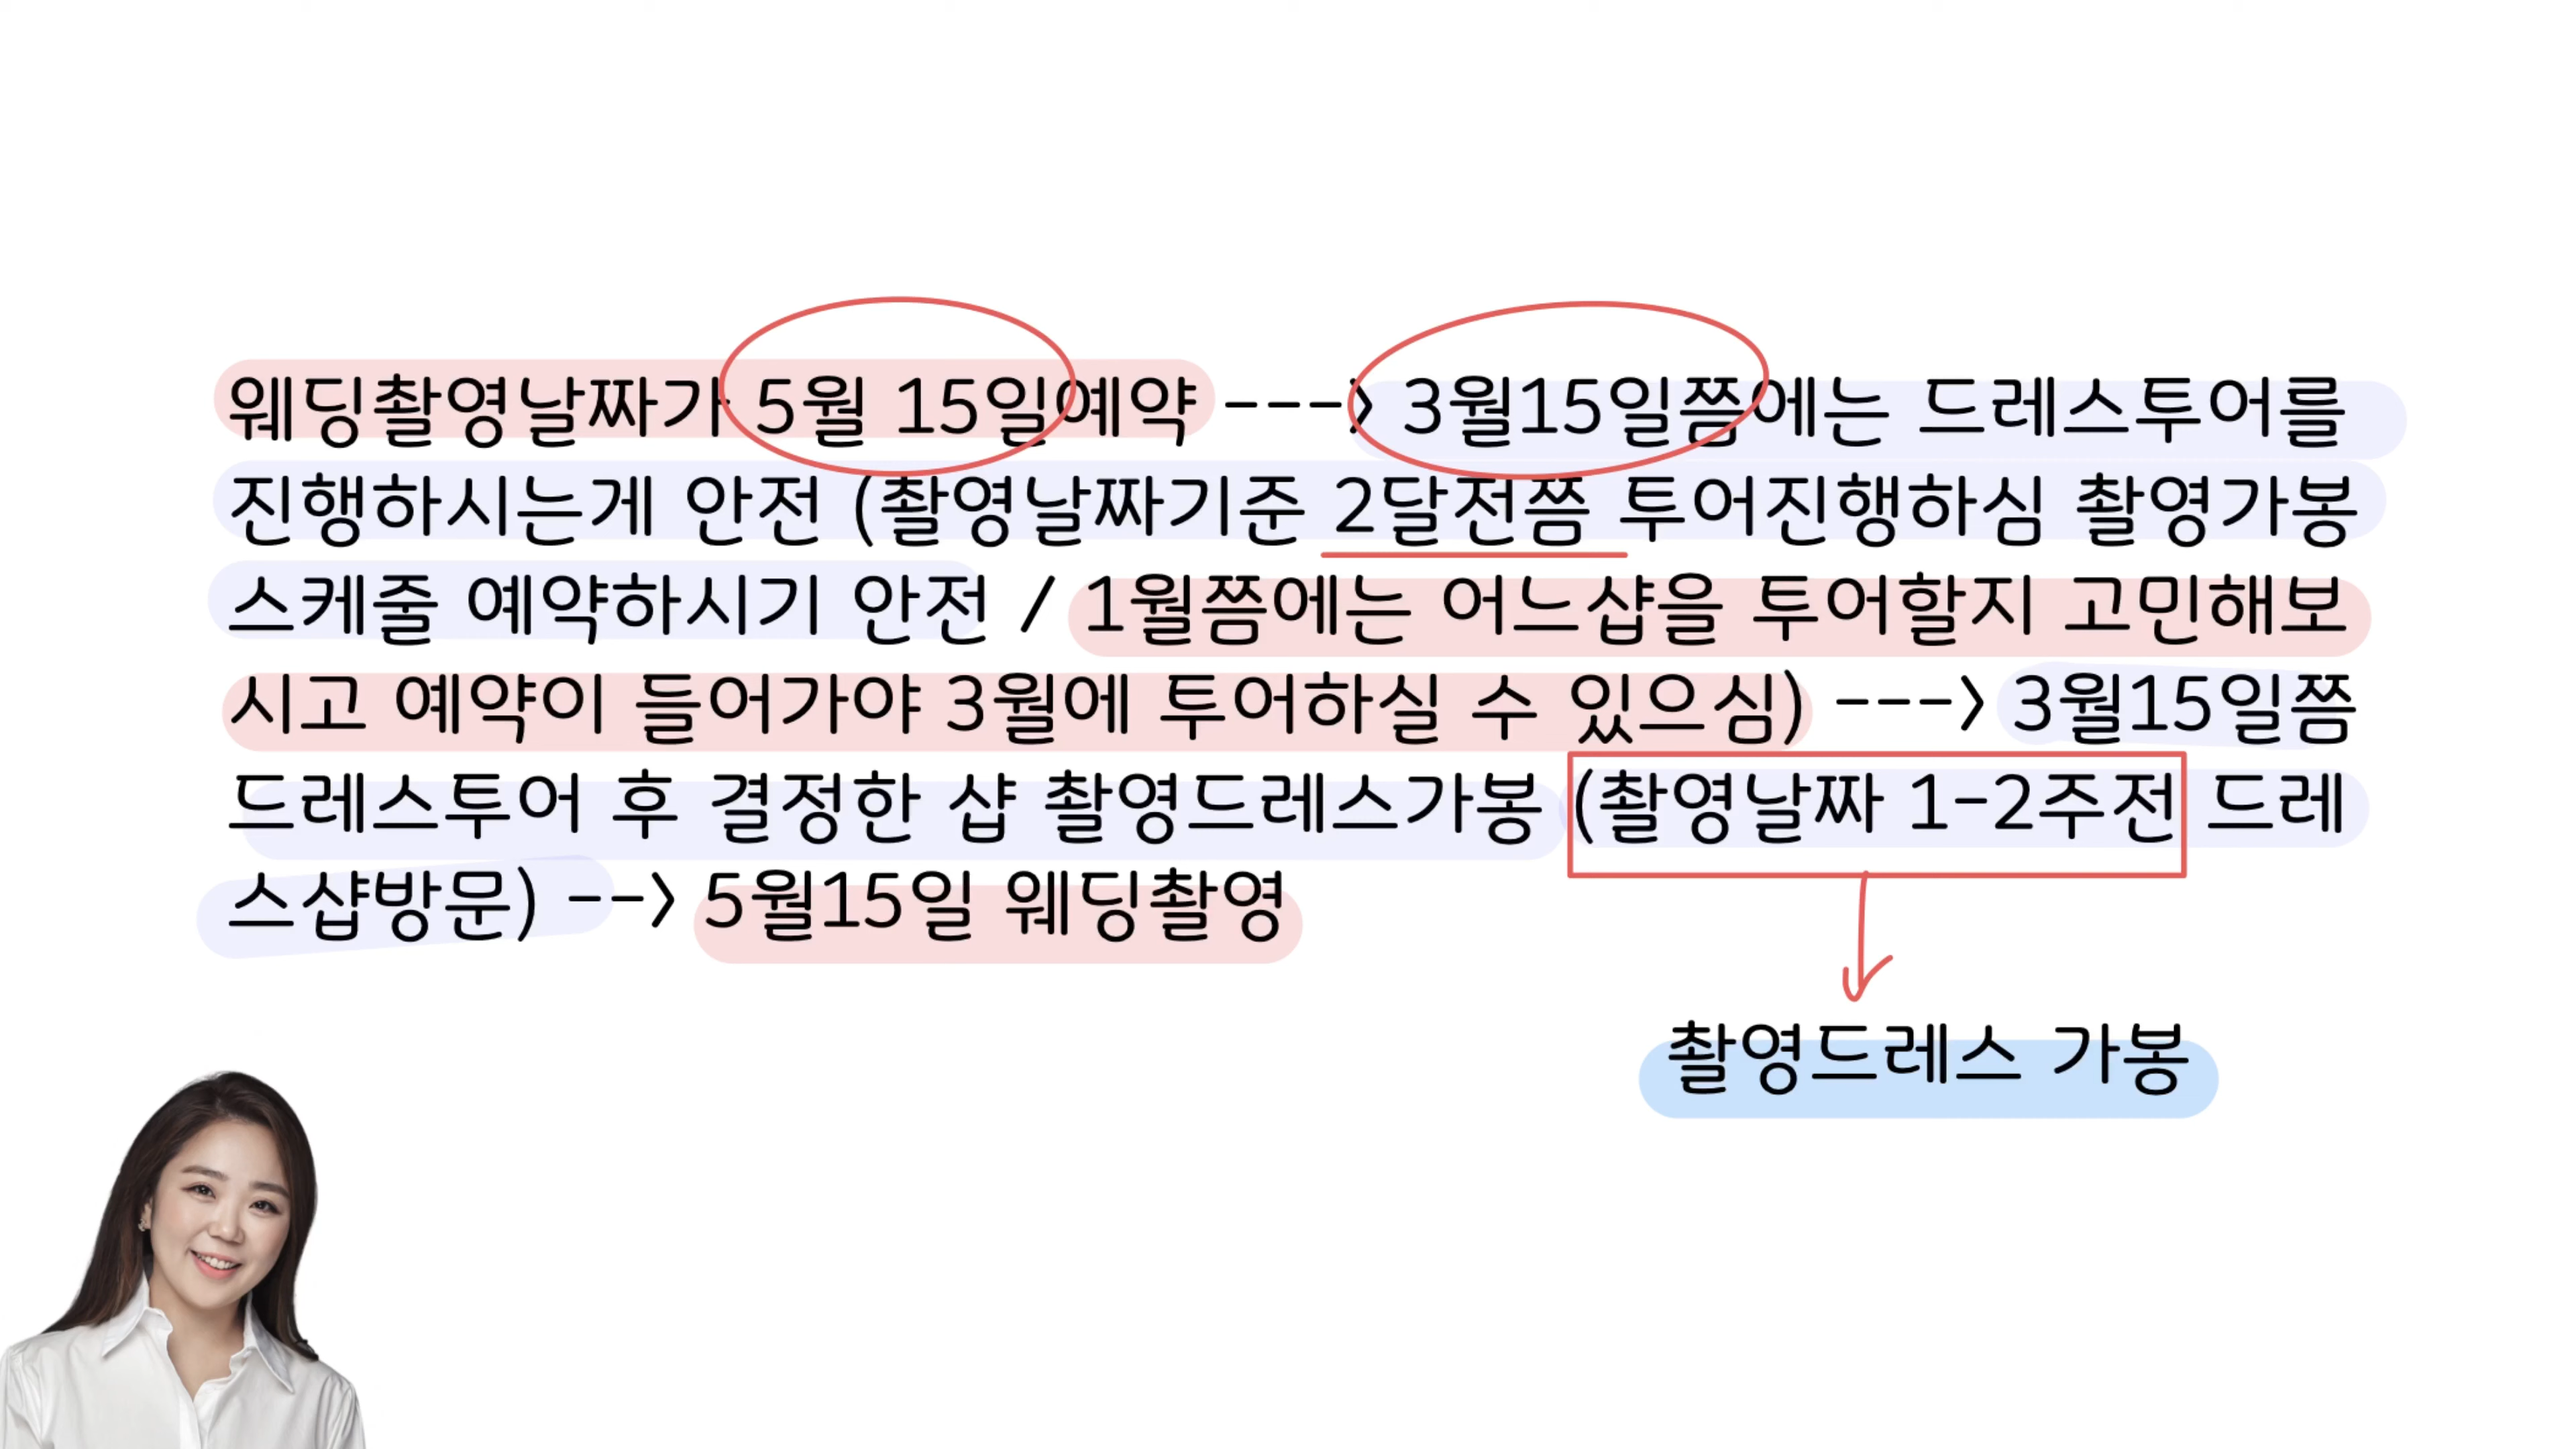 웨딩촬영날짜가 5월 15일예약 ---> 3월15일쯤에는 드레스투어를
진행하시는게 안전 (촬영날짜기준 2달전쯤 투어진행하심 촬영가봉
스케줄 예약하시기 안전 / 1월쯤에는 어느샵을 투어할지 고민해보
시고 예약이 들어가야 3월에 투어하실 수 있으심) ---> 3월15일쯤
드레스투어 후 결정한 샵 촬영드레스가봉 (촬영날짜 1-2주전 드레
스샵방문) --> 5월15일 웨딩촬영
촬영드레스 가봉